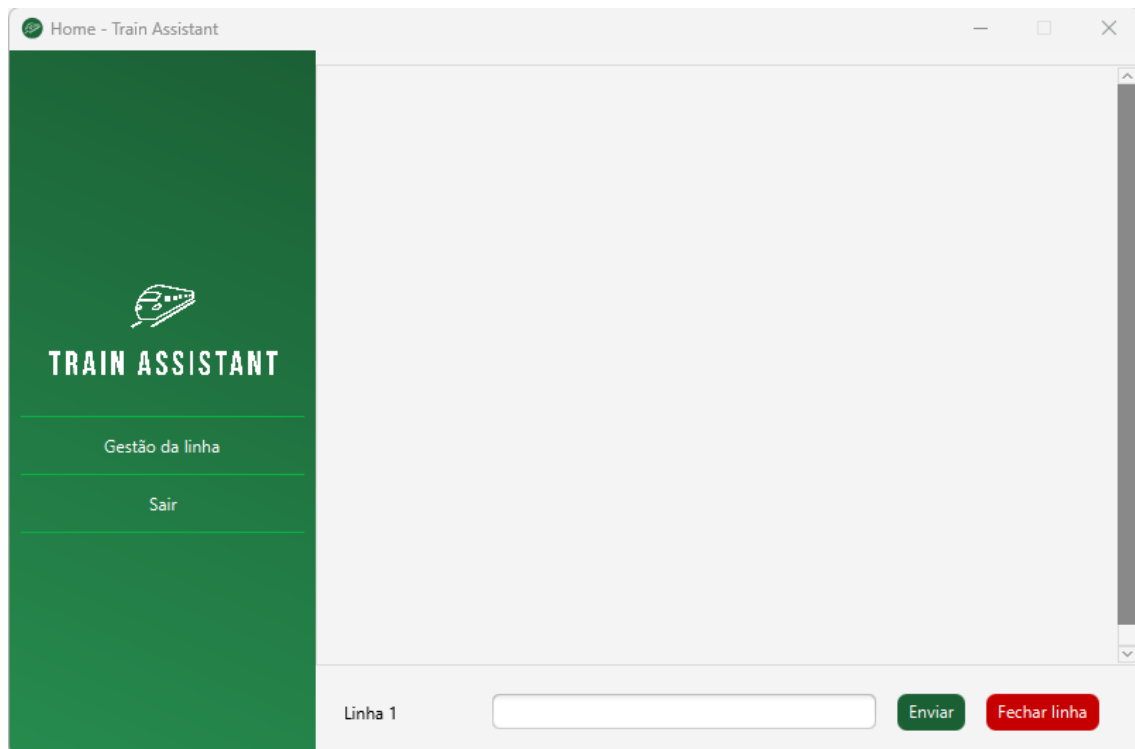 Home - Train Assistant
TRAIN ASSISTANT
Gestão da linha
Sair
Linha 1
Enviar
Fechar linha